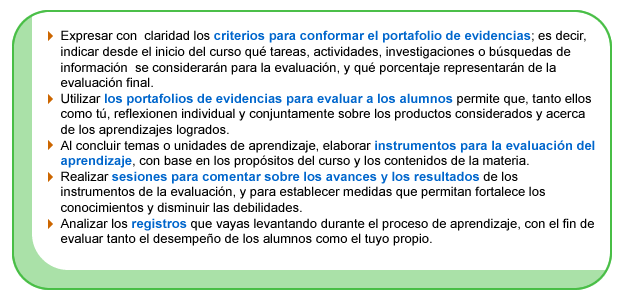 Expresar con claridad los criterios para conformar el portafolio de evidencias; es decir,
indicar desde el inicio del curso qué tareas, actividades, investigaciones o búsquedas de
información se considerarán para la evaluación, y qué porcentaje representarán de la
evaluación final.
Utilizar los portafolios de evidencias para evaluar a los alumnos permite que, tanto ellos
como tú, reflexionen individual y conjuntamente sobre los productos considerados y acerca
de los aprendizajes logrados.
Al concluir temas o unidades de aprendizaje, elaborar instrumentos para la evaluación del
aprendizaje, con base en los propósitos del curso y los contenidos de la materia.
Realizar sesiones para comentar sobre los avances y los resultados de los
instrumentos de la evaluación, y para establecer medidas que permitan fortalece los
conocimientos y disminuir las debilidades.
Analizar los registros que vayas levantando durante el proceso de aprendizaje, con el fin de
evaluar tanto el desempeño de los alumnos como el tuyo propio.